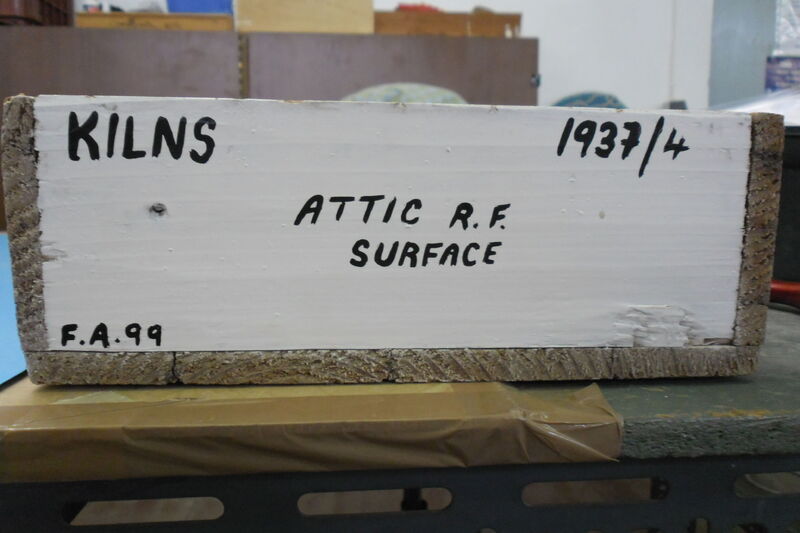 KILNS 1937/4
ATTIC R.F.
SURFACE
F.A.99